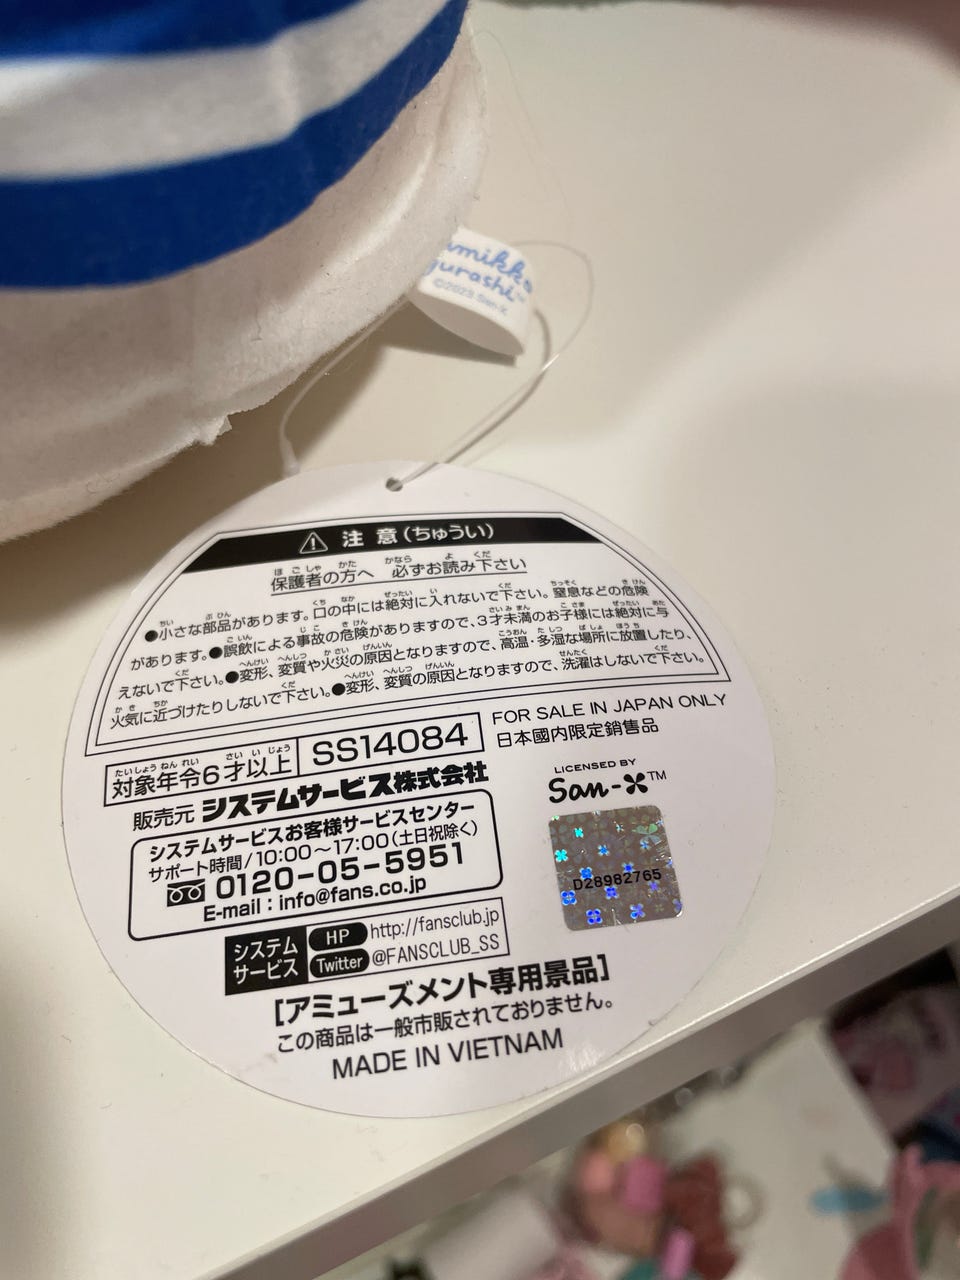 ©2023 San-X
注 意 (ちゅうい)
保護者の方へ 必ずお読み下さい
●小さな部品があります。口の中には絶対に入れないで下さい。窒息などの危険
があります。●誤飲による事故の危険がありますので、3才未満のお子様には絶対に与
えないで下さい。●変形、変質や火災の原因となりますので、高温・多湿な場所に放置したり、
火気に近づけたりしないで下さい。●変形、変質の原因となりますので、洗濯はしないで下さい。
対象年令6才以上 SS14084
FOR SALE IN JAPAN ONLY
日本國内限定銷售品
販売元 システムサービス株式会社
システムサービスお客様サービスセンター
サポート時間/10:00～17:00(土日祝除く)
0120-05-5951
E-mail : info@fans.co.jp
LICENSED BY
San-X™
D28982765
システム
サービス
HP http://fansclub.jp
Twitter @FANSCLUB_SS
[アミューズメント専用景品]
この商品は一般市販されておりません。
MADE IN VIETNAM